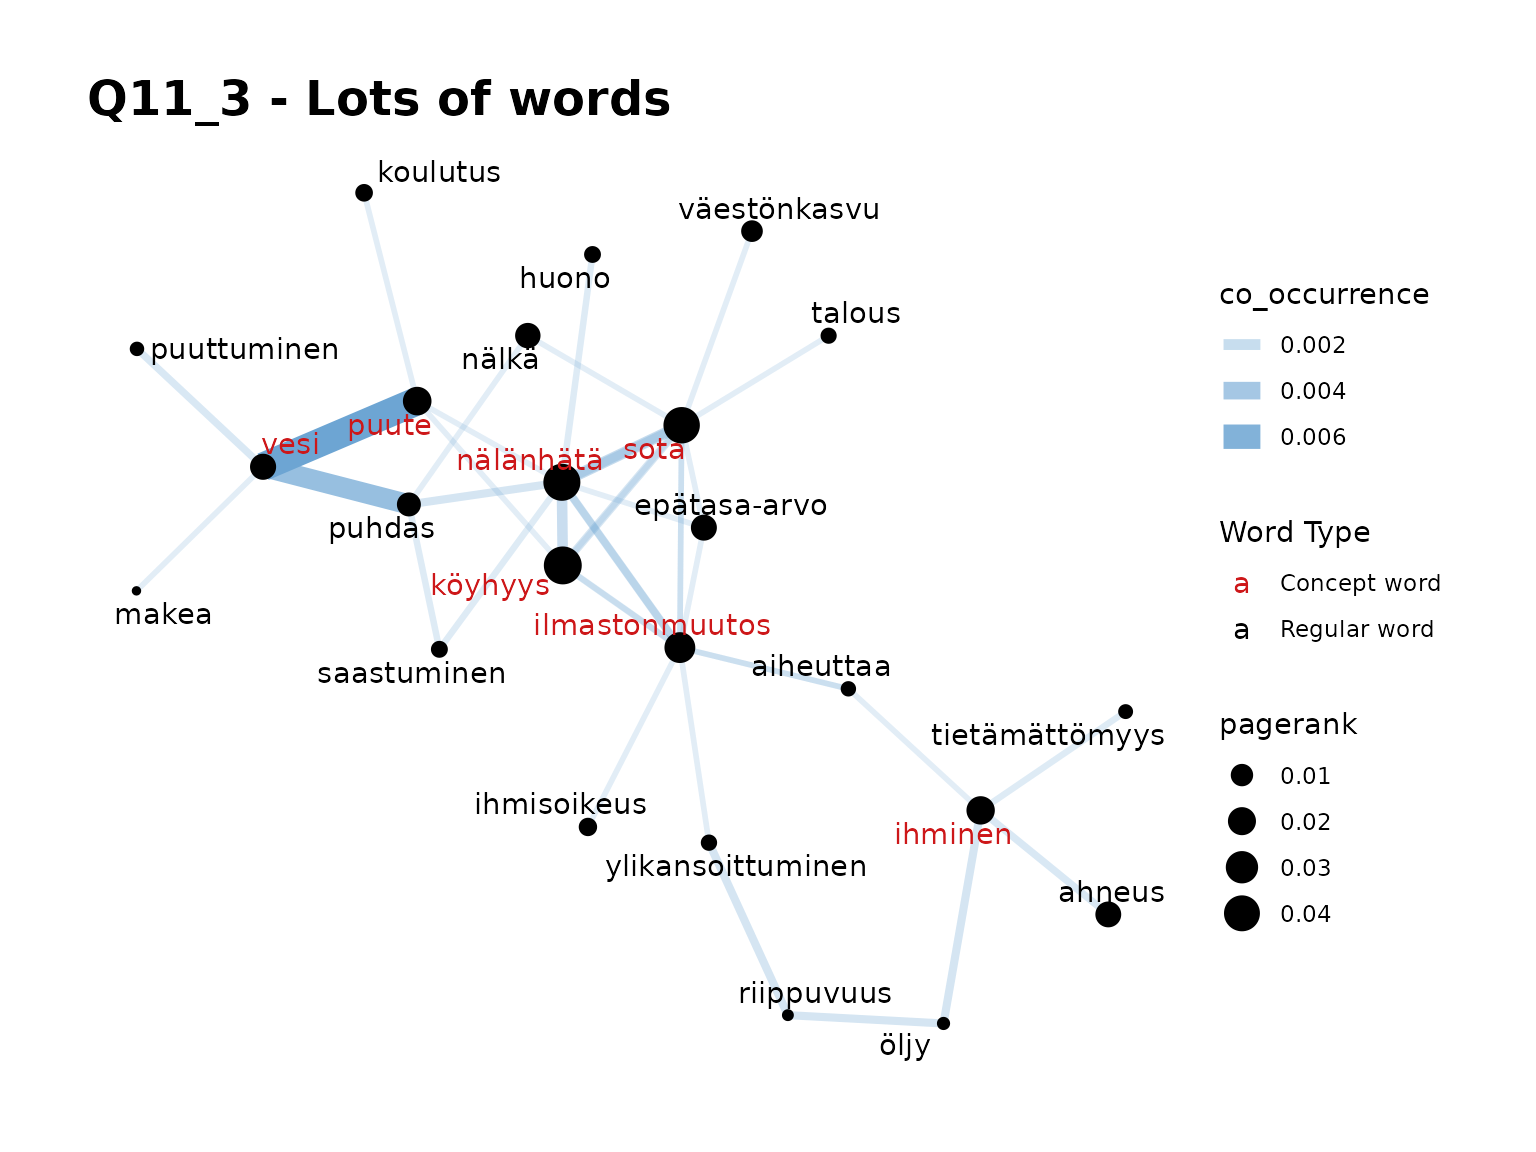 Q11_3 - Lots of words
koulutus
väestönkasvu
huono
talous
puuttuminen
nälkä
puute
vesi
sota
nälänhätä
epätasa-arvo
puhdas
köyhyys
makea
ilmastonmuutos
saastuminen
aiheuttaa
tietämättömyys
ihmisoikeus
ihminen
ylikansoittuminen
ahneus
riippuvuus
öljy
co_occurrence
0.002
0.004
0.006
Word Type
a Concept word
a Regular word
pagerank
0.01
0.02
0.03
0.04